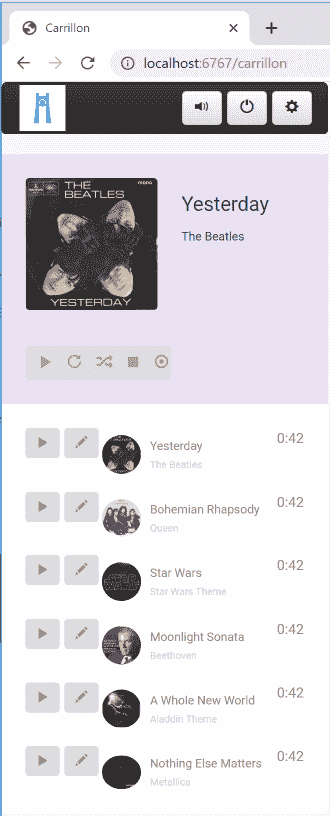 Carrillon
localhost:6767/carrillon
THE
BEATLES
mono
YESTERDAY
Yesterday
The Beatles
Yesterday
The Beatles
0:42
Bohemian Rhapsody
Queen
0:42
Star Wars
Star Wars Theme
0:42
Moonlight Sonata
Beethoven
0:42
A Whole New World
Aladdin Theme
0:42
Nothing Else Matters
Metallica
0:42